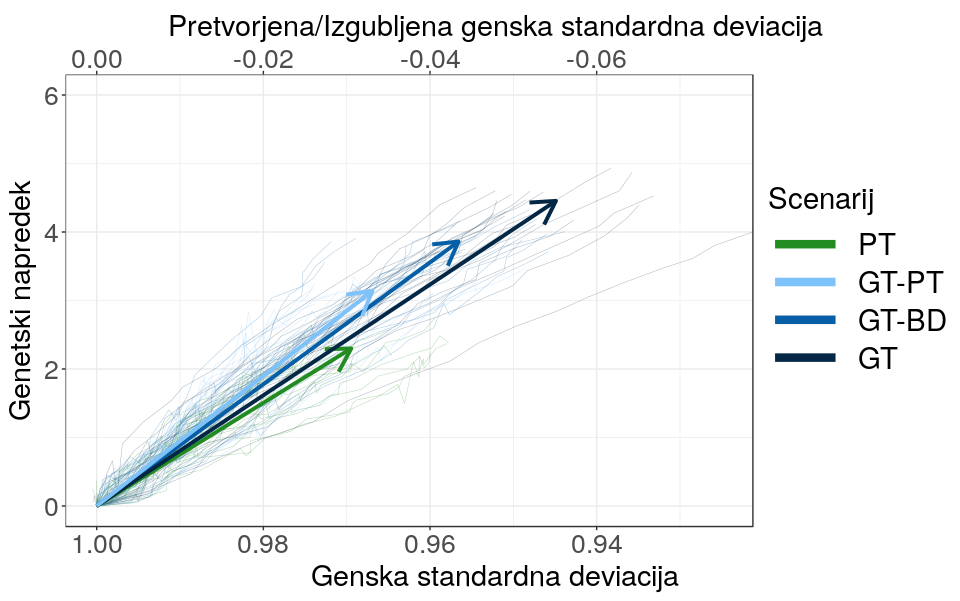 Pretvorjena/Izgubljena genska standardna deviacija
0.00 -0.02 -0.04 -0.06
Genetski napredek
6
4
2
0
1.00 0.98 0.96 0.94
Genska standardna deviacija
Scenarij
PT
GT-PT
GT-BD
GT